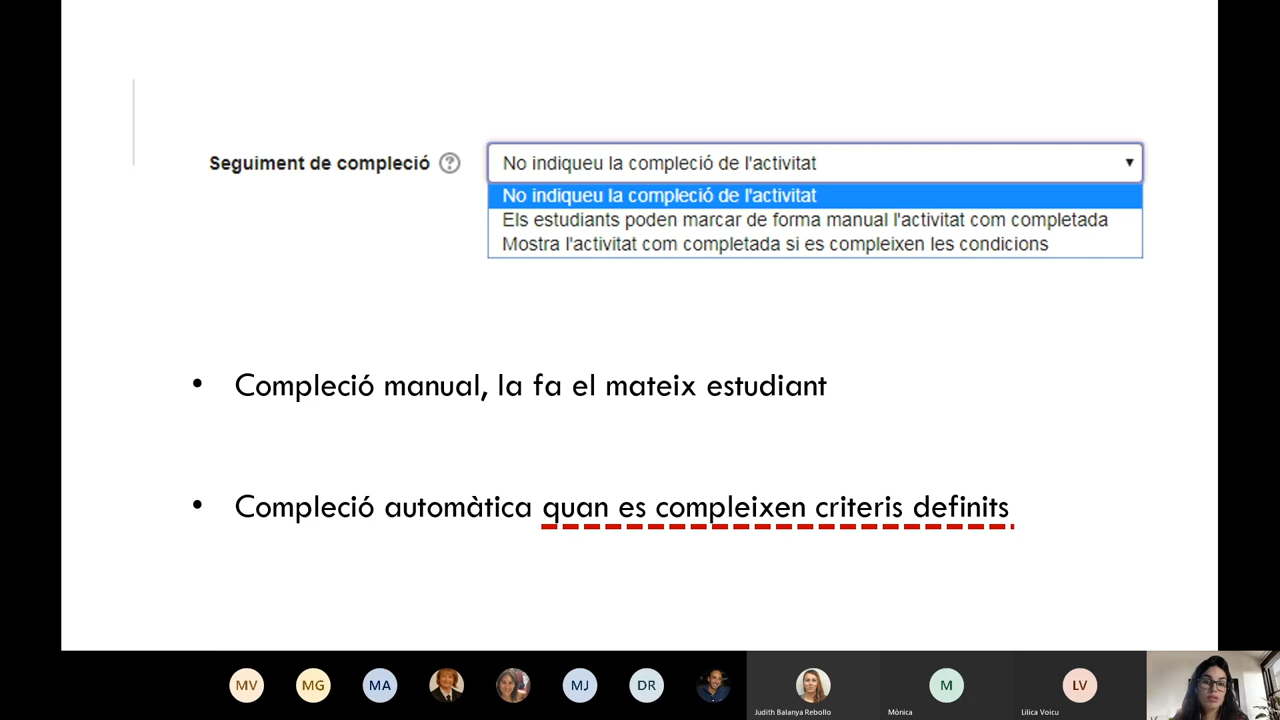 Seguiment de compleció ?
No indiqueu la compleció de l'activitat
No indiqueu la compleció de l'activitat
Els estudiants poden marcar de forma manual l'activitat com completada
Mostra l'activitat com completada si es compleixen les condicions
• Compleció manual, la fa el mateix estudiant
• Compleció automàtica quan es compleixen criteris definits
MV MG MA MJ DR M LV
Judith Balanya Rebollo Mònica Lilica Voicu